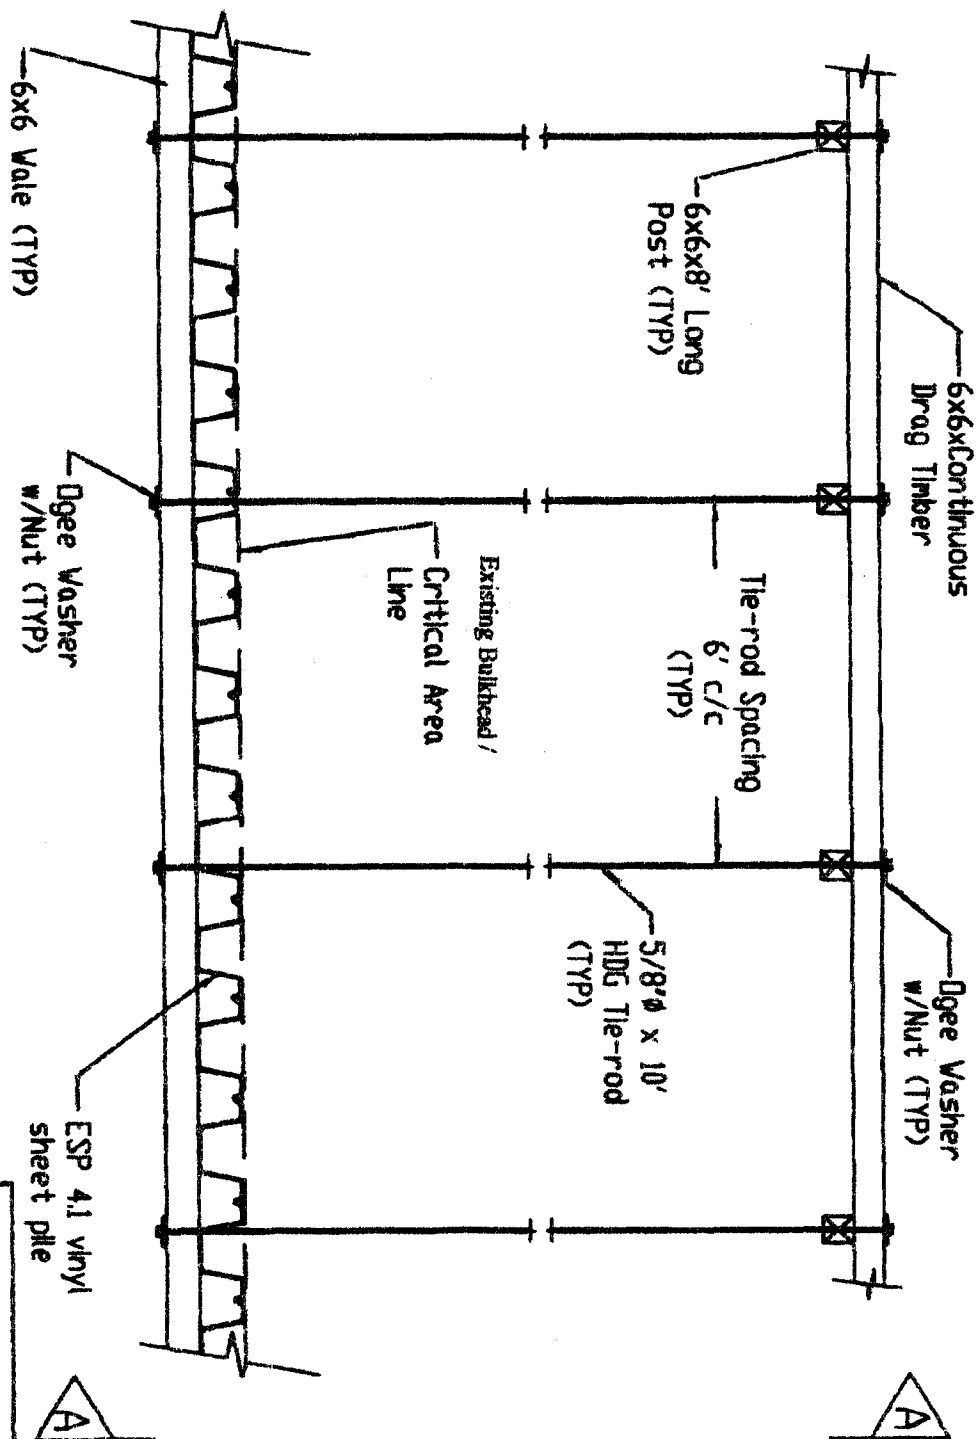 6x6xContinuous
Drag Timber
Ogee Washer
w/Nut (TYP)
6x6x8' Long
Post (TYP)
Tie-rod Spacing
6' c/c
(TYP)
5/8"ø x 10'
HDG Tie-rod
(TYP)
Existing Bulkhead /
Critical Area
Line
6x6 Wale (TYP)
Ogee Washer
w/Nut (TYP)
ESP 4.1 vinyl
sheet pile
A
A